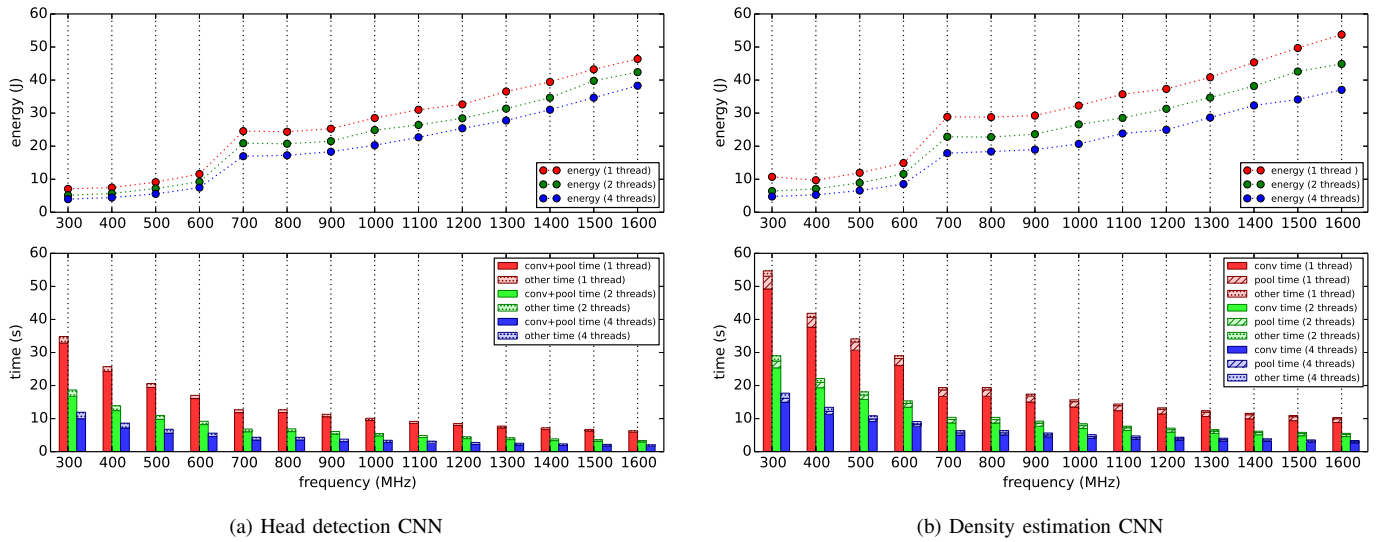 60
50
40
30
20
10
0
energy (J)
energy (1 thread)
energy (2 threads)
energy (4 threads)
300 400 500 600 700 800 900 1000 1100 1200 1300 1400 1500 1600
60
50
40
30
20
10
0
time (s)
conv+pool time (1 thread)
other time (1 thread)
conv+pool time (2 threads)
other time (2 threads)
conv+pool time (4 threads)
other time (4 threads)
300 400 500 600 700 800 900 1000 1100 1200 1300 1400 1500 1600
frequency (MHz)
(a) Head detection CNN
60
50
40
30
20
10
0
energy (J)
energy (1 thread )
energy (2 threads)
energy (4 threads)
300 400 500 600 700 800 900 1000 1100 1200 1300 1400 1500 1600
60
50
40
30
20
10
0
time (s)
conv time (1 thread)
pool time (1 thread)
other time (1 thread)
conv time (2 threads)
pool time (2 threads)
other time (2 threads)
conv time (4 threads)
pool time (4 threads)
other time (4 threads)
300 400 500 600 700 800 900 1000 1100 1200 1300 1400 1500 1600
frequency (MHz)
(b) Density estimation CNN